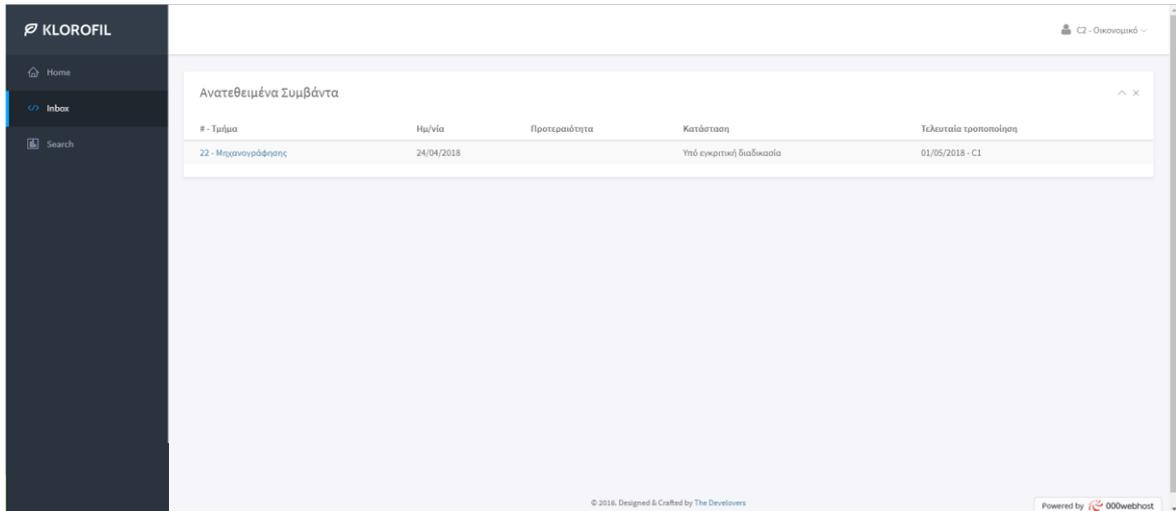 KLOROFIL
C2 - Οικονομικό
Home
Inbox
Search
Ανατεθειμένα Συμβάντα
# - Τμήμα Ημ/νία Προτεραιότητα Κατάσταση Τελευταία τροποποίηση
22 - Μηχανογράφησης 24/04/2018 Υπό εγκριτική διαδικασία 01/05/2018 - C1
© 2016. Designed & Crafted by The Develovers
Powered by 000webhost